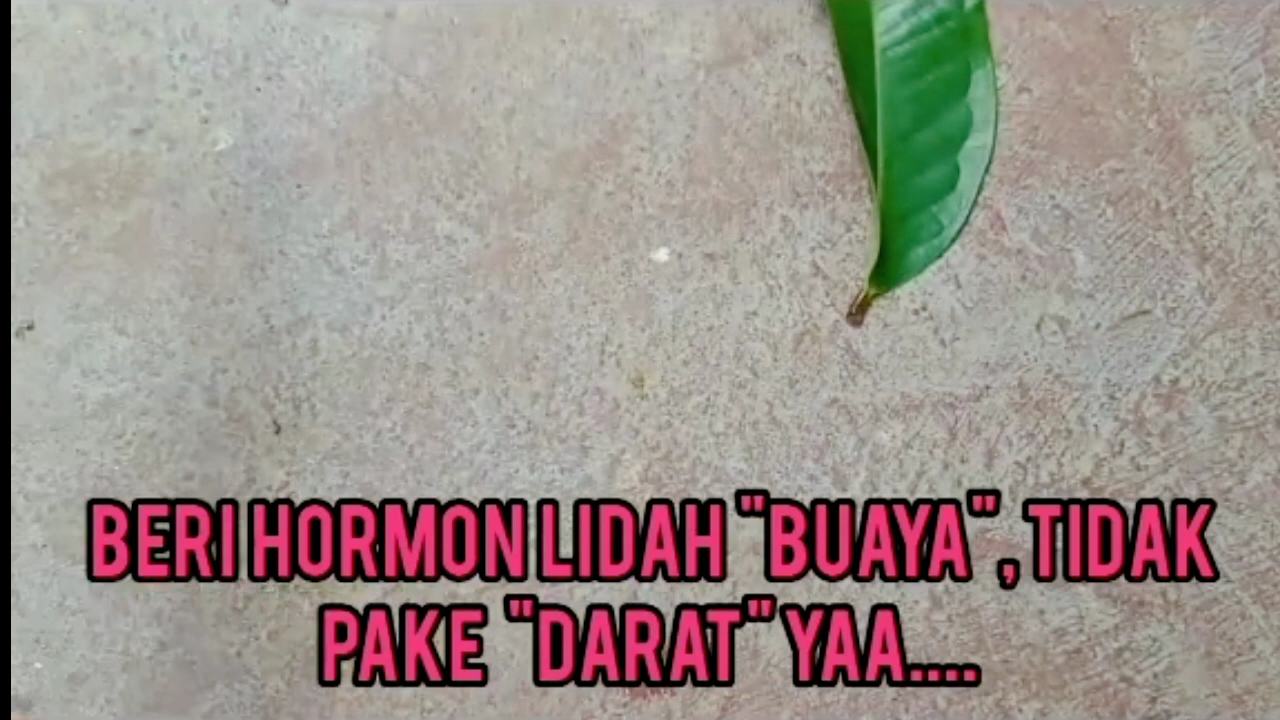 BERI HORMON LIDAH "BUAYA", TIDAK
PAKE "DARAT" YAA....